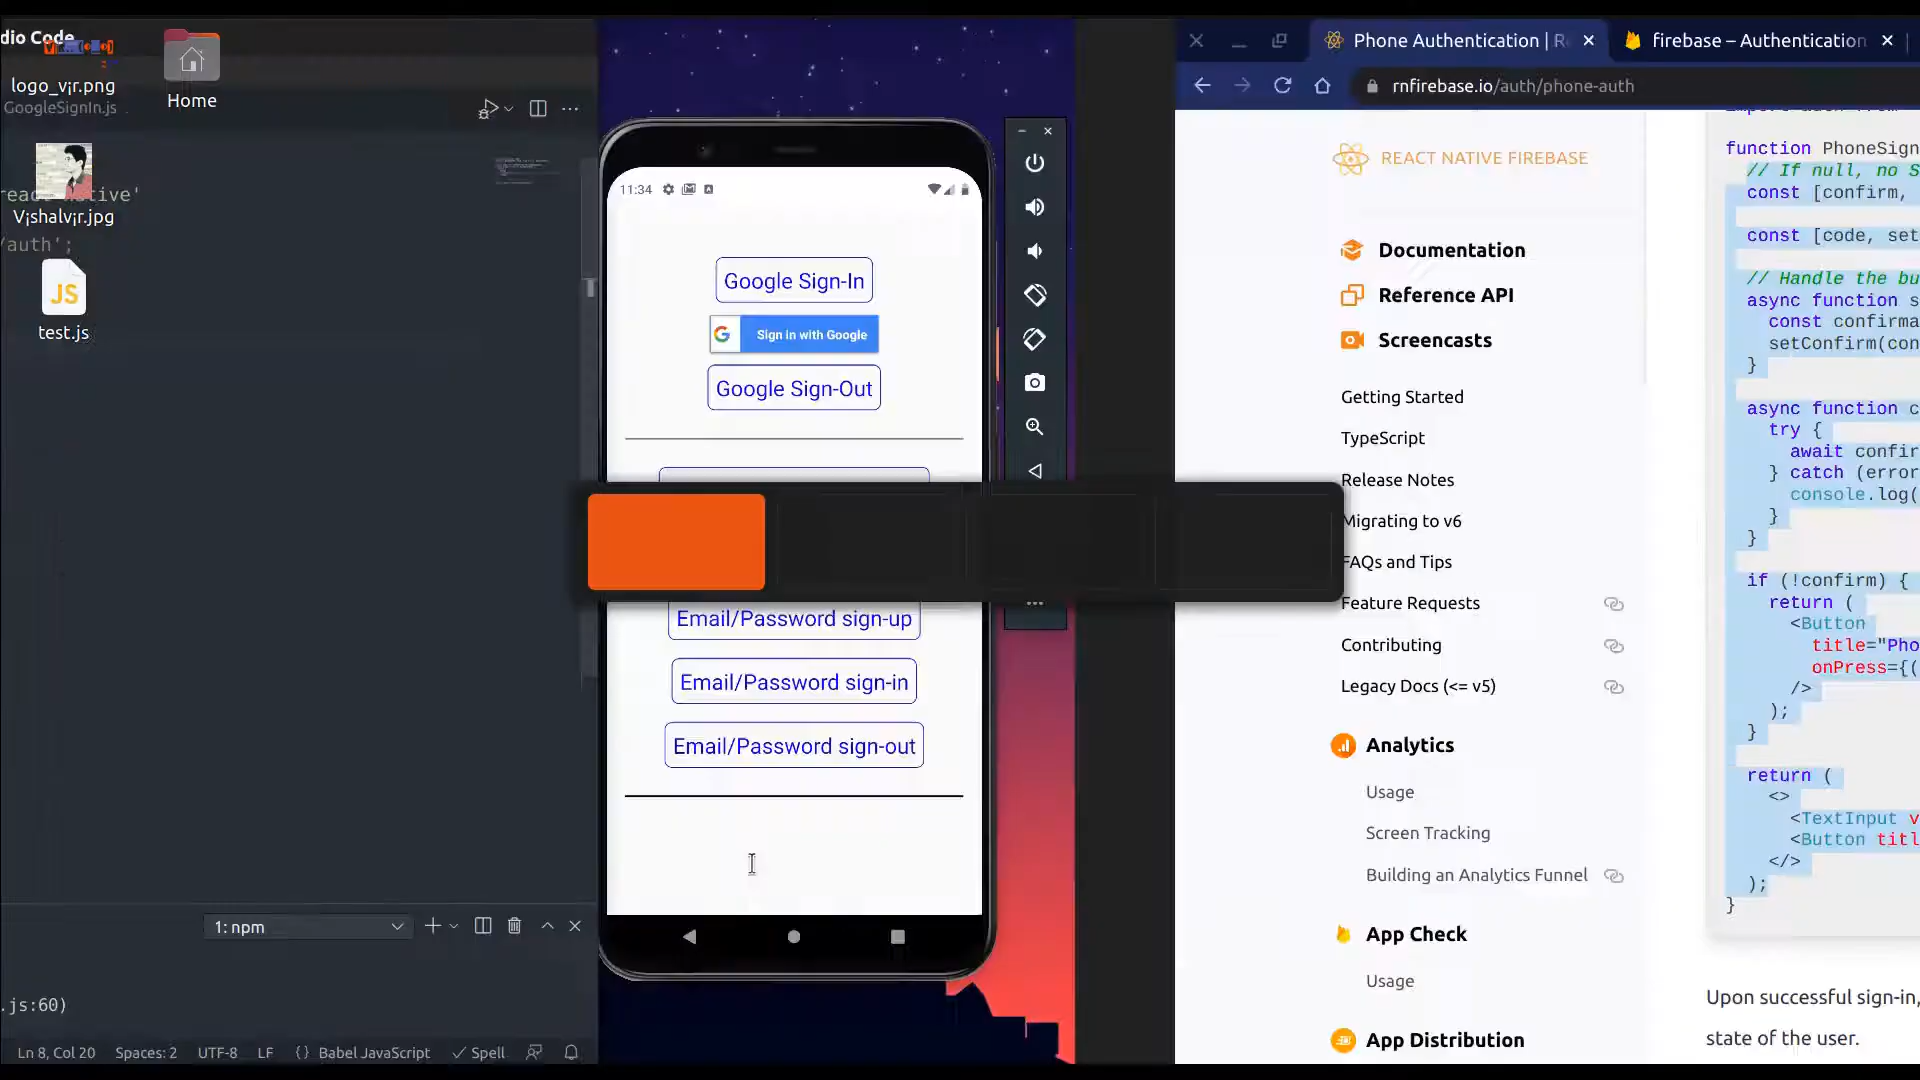 dio Code
logo_v¡r.png
Home
GoogleSignIn.js
react-native'
V¡shalv¡r.jpg
/auth';
JS
test.js
1: npm
.js:60)
Ln 8, Col 20
Spaces: 2
UTF-8
LF
{}
Babel JavaScript
Spell
11:34
Google Sign-In
G
Sign in with Google
Google Sign-Out
Email/Password sign-up
Email/Password sign-in
Email/Password sign-out
Phone Authentication |
firebase – Authentication
rnfirebase.io/auth/phone-auth
REACT NATIVE FIREBASE
Documentation
Reference API
Screencasts
Getting Started
TypeScript
Release Notes
Migrating to v6
FAQs and Tips
Feature Requests
Contributing
Legacy Docs (<= v5)
Analytics
Usage
Screen Tracking
Building an Analytics Funnel
App Check
Usage
App Distribution
function PhoneSign
// If null, no S
const [confirm,
const [code, set
// Handle the bu
async function s
const confirma
setConfirm(con
}
async function c
try {
await confir
} catch (error
console.log(
}
}
if (!confirm) {
return (
<Button
title="Pho
onPress={(
/>
);
}
return (
<>
<TextInput v
<Button titl
</>
);
}
Upon successful sign-in,
state of the user.